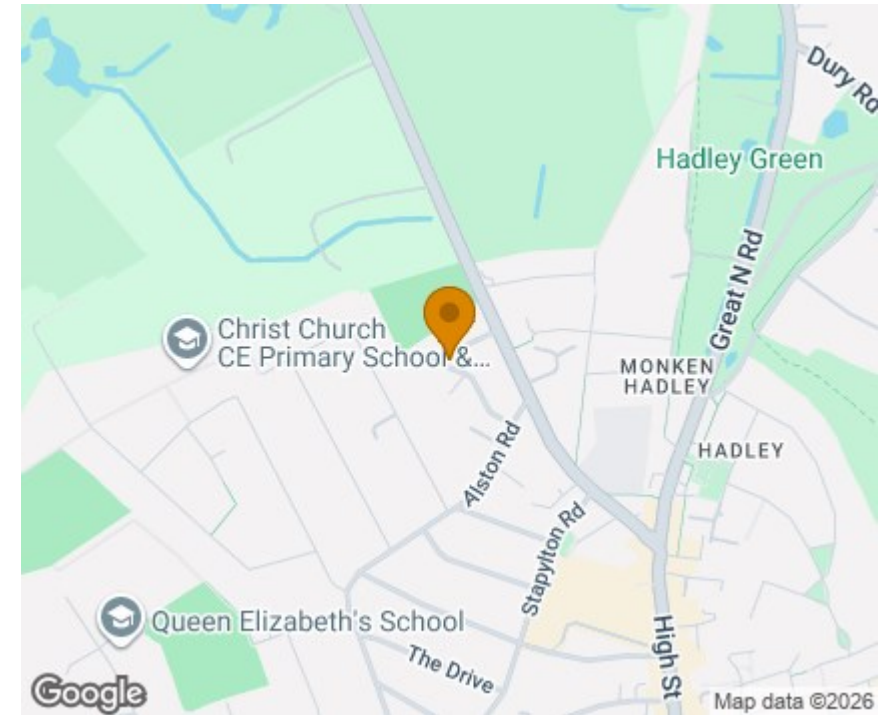 Dury Rd
Hadley Green
Great N Rd
Christ Church
CE Primary School &...
MONKEN
HADLEY
HADLEY
Alston Rd
Stapylton Rd
Queen Elizabeth's School
The Drive
High St
Google
Map data ©2026